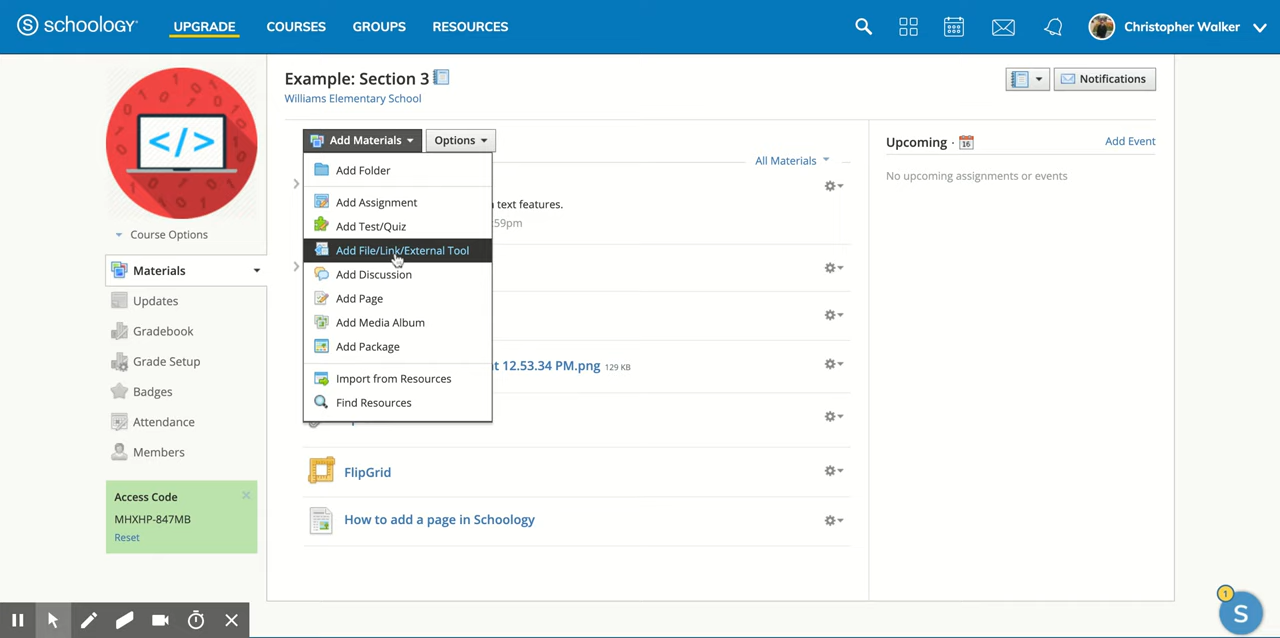 schoology
UPGRADE COURSES GROUPS RESOURCES Christopher Walker
Example: Section 3
Williams Elementary School
Notifications
Add Materials
Options
All Materials
Add Folder
Add Assignment
Add Test/Quiz
Add File/Link/External Tool
Add Discussion
Add Page
Add Media Album
Add Package
Import from Resources
Find Resources
text features.
59pm
12.53.34 PM.png 129 KB
FlipGrid
How to add a page in Schoology
Upcoming · 16 Add Event
No upcoming assignments or events
Course Options
Materials
Updates
Gradebook
Grade Setup
Badges
Attendance
Members
Access Code
MHXHP-847MB
Reset
1
S